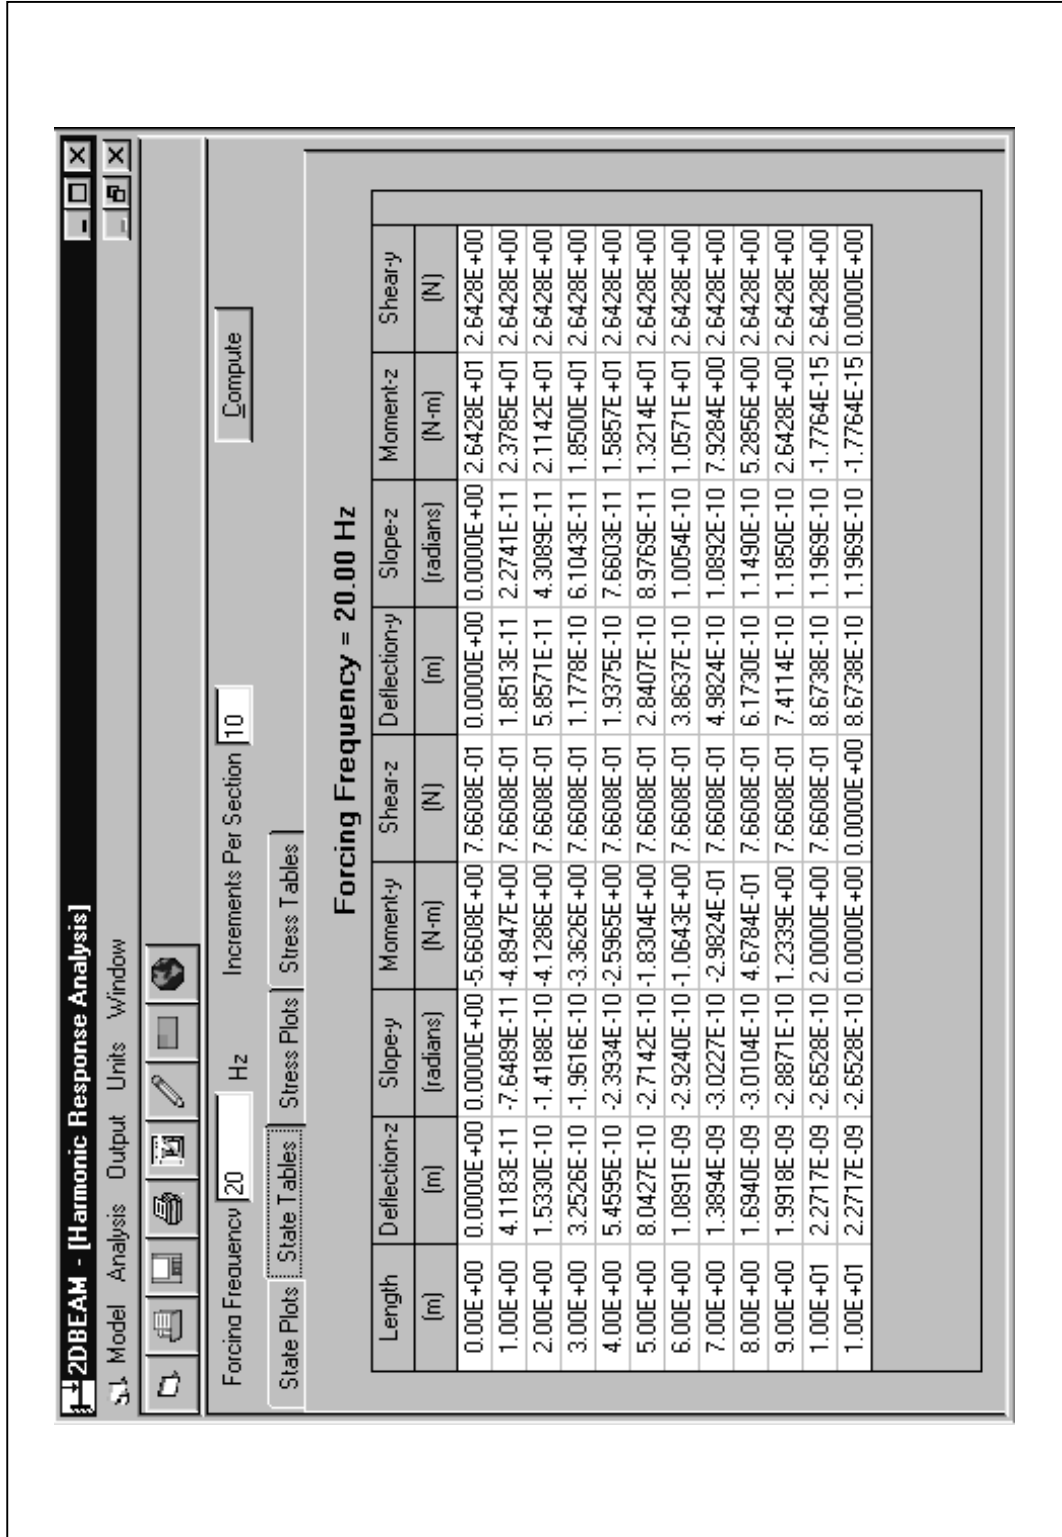 2DBEAM - [Harmonic Response Analysis]
Model Analysis Output Units Window
Forcing Frequency 20 Hz Increments Per Section 10 Compute
State Plots State Tables Stress Plots Stress Tables
Forcing Frequency = 20.00 Hz
Length Deflection-z Slope-y Moment-y Shear-z Deflection-y Slope-z Moment-z Shear-y
(m) (m) (radians) (N-m) (N) (m) (radians) (N-m) (N)
0.00E+00 0.0000E+00 0.0000E+00 -5.6608E+00 7.6608E-01 0.0000E+00 0.0000E+00 2.6428E+01 2.6428E+00
1.00E+00 4.1183E-11 -7.6489E-11 -4.8947E+00 7.6608E-01 1.8513E-11 2.2741E-11 2.3785E+01 2.6428E+00
2.00E+00 1.5330E-10 -1.4188E-10 -4.1286E+00 7.6608E-01 5.8571E-11 4.3089E-11 2.1142E+01 2.6428E+00
3.00E+00 3.2526E-10 -1.9616E-10 -3.3626E+00 7.6608E-01 1.1778E-10 6.1043E-11 1.8500E+01 2.6428E+00
4.00E+00 5.4595E-10 -2.3934E-10 -2.5965E+00 7.6608E-01 1.9375E-10 7.6603E-11 1.5857E+01 2.6428E+00
5.00E+00 8.0427E-10 -2.7142E-10 -1.8304E+00 7.6608E-01 2.8407E-10 8.9769E-11 1.3214E+01 2.6428E+00
6.00E+00 1.0891E-09 -2.9240E-10 -1.0643E+00 7.6608E-01 3.8637E-10 1.0054E-10 1.0571E+01 2.6428E+00
7.00E+00 1.3894E-09 -3.0227E-10 -2.9824E-01 7.6608E-01 4.9824E-10 1.0892E-10 7.9284E+00 2.6428E+00
8.00E+00 1.6940E-09 -3.0104E-10 4.6784E-01 7.6608E-01 6.1730E-10 1.1490E-10 5.2856E+00 2.6428E+00
9.00E+00 1.9918E-09 -2.8871E-10 1.2339E+00 7.6608E-01 7.4114E-10 1.1850E-10 2.6428E+00 2.6428E+00
1.00E+01 2.2717E-09 -2.6528E-10 2.0000E+00 7.6608E-01 8.6738E-10 1.1969E-10 -1.7764E-15 2.6428E+00
1.00E+01 2.2717E-09 -2.6528E-10 0.0000E+00 0.0000E+00 8.6738E-10 1.1969E-10 -1.7764E-15 0.0000E+00